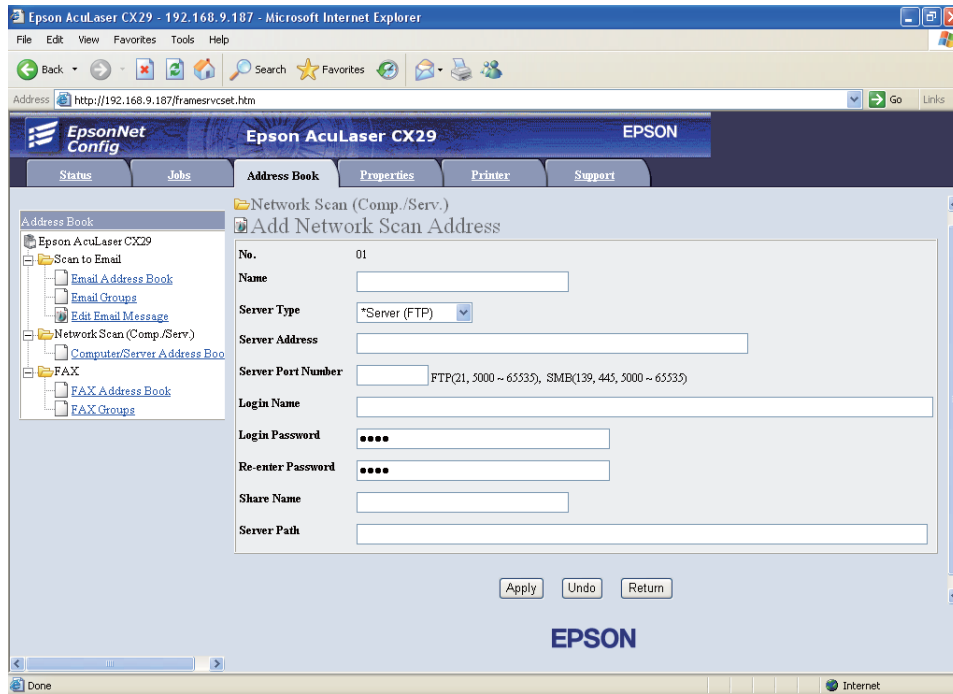 Epson AcuLaser CX29 - 192.168.9.187 - Microsoft Internet Explorer
File Edit View Favorites Tools Help
Back Search Favorites
Address http://192.168.9.187/framesrvcset.htm Go Links
EpsonNet Config
Epson AcuLaser CX29
EPSON
Status Jobs Address Book Properties Printer Support
Address Book
Epson AcuLaser CX29
Scan to Email
Email Address Book
Email Groups
Edit Email Message
Network Scan (Comp./Serv.)
Computer/Server Address Boo
FAX
FAX Address Book
FAX Groups
Network Scan (Comp./Serv.)
Add Network Scan Address
No. 01
Name
Server Type *Server (FTP)
Server Address
Server Port Number FTP(21, 5000 ~ 65535), SMB(139, 445, 5000 ~ 65535)
Login Name
Login Password ••••
Re-enter Password ••••
Share Name
Server Path
Apply Undo Return
EPSON
Done Internet